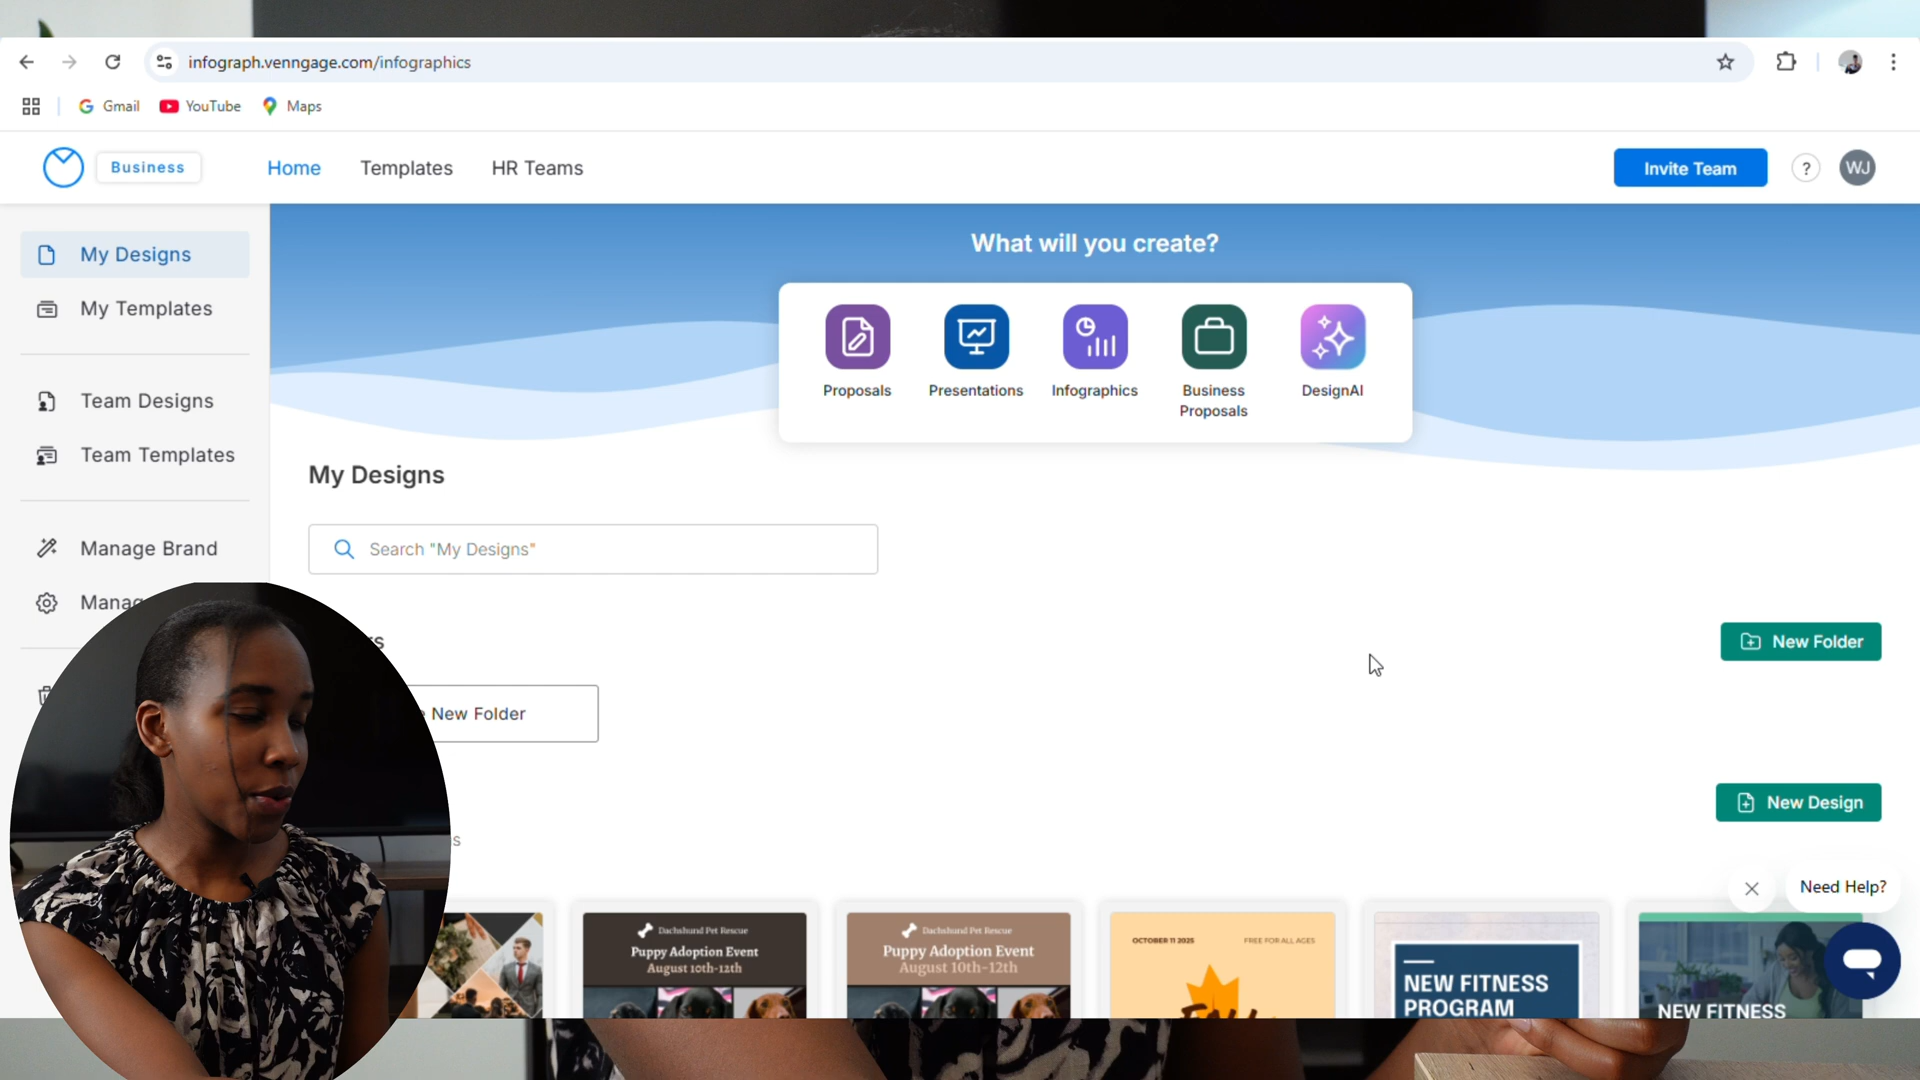 infograph.venngage.com/infographics
Gmail
YouTube
Maps
Business
Home
Templates
HR Teams
Invite Team
?
WJ
My Designs
My Templates
Team Designs
Team Templates
Manage Brand
What will you create?
Proposals
Presentations
Infographics
Business
Proposals
DesignAI
My Designs
Search "My Designs"
New Folder
New Folder
New Design
Need Help?
Dachshund Pet Rescue
Puppy Adoption Event
August 10th-12th
Dachshund Pet Rescue
Puppy Adoption Event
August 10th-12th
OCTOBER 11 2025
FREE FOR ALL AGES
NEW FITNESS
PROGRAM
NEW FITNESS